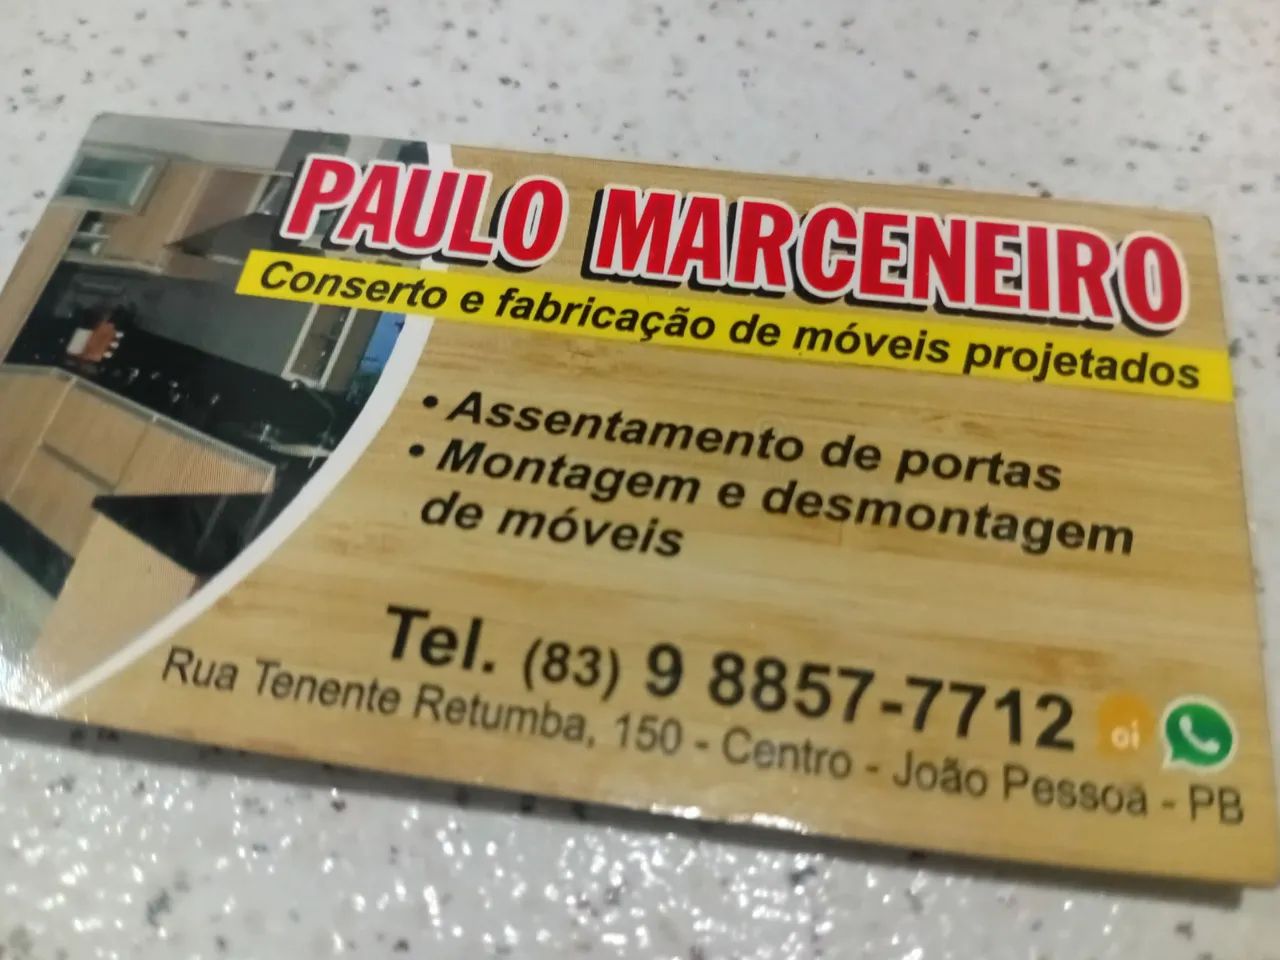 PAULO MARCENEIRO
Conserto e fabricação de móveis projetados
• Assentamento de portas
• Montagem e desmontagem
de móveis
Tel. (83) 9 8857-7712 oi
Rua Tenente Retumba, 150 - Centro - João Pessoa - PB